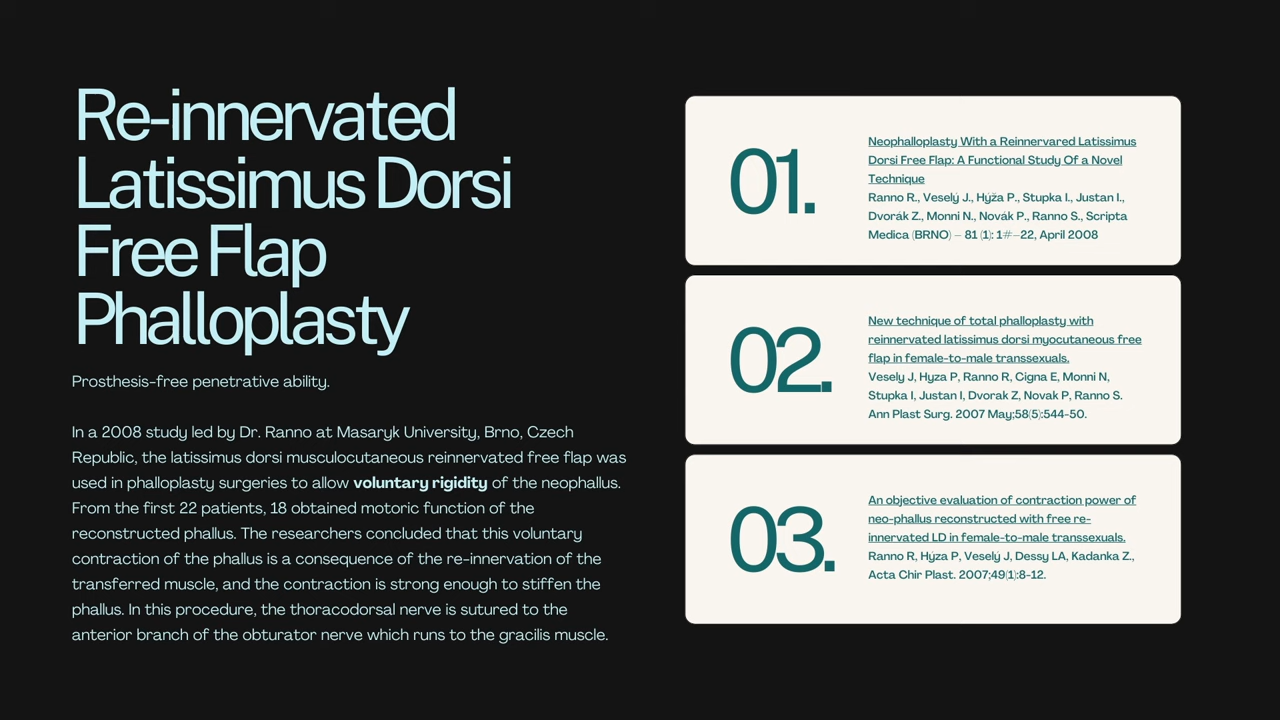 Re-innervated
Latissimus Dorsi
Free Flap
Phalloplasty
Prosthesis-free penetrative ability.
In a 2008 study led by Dr. Ranno at Masaryk University, Brno, Czech
Republic, the latissimus dorsi musculocutaneous reinnervated free flap was
used in phalloplasty surgeries to allow voluntary rigidity of the neophallus.
From the first 22 patients, 18 obtained motoric function of the
reconstructed phallus. The researchers concluded that this voluntary
contraction of the phallus is a consequence of the re-innervation of the
transferred muscle, and the contraction is strong enough to stiffen the
phallus. In this procedure, the thoracodorsal nerve is sutured to the
anterior branch of the obturator nerve which runs to the gracilis muscle.
01.
Neophalloplasty With a Reinnervared Latissimus
Dorsi Free Flap: A Functional Study Of a Novel
Technique
Ranno R., Veselý J., Hýža P., Stupka I., Justan I.,
Dvorák Z., Monni N., Novák P., Ranno S., Scripta
Medica (BRNO) – 81 (1): 1#–22, April 2008
02.
New technique of total phalloplasty with
reinnervated latissimus dorsi myocutaneous free
flap in female-to-male transsexuals.
Vesely J, Hyza P, Ranno R, Cigna E, Monni N,
Stupka I, Justan I, Dvorak Z, Novak P, Ranno S.
Ann Plast Surg. 2007 May;58(5):544-50.
03.
An objective evaluation of contraction power of
neo-phallus reconstructed with free re-
innervated LD in female-to-male transsexuals.
Ranno R, Hýza P, Veselý J, Dessy LA, Kadanka Z.,
Acta Chir Plast. 2007;49(1):8-12.